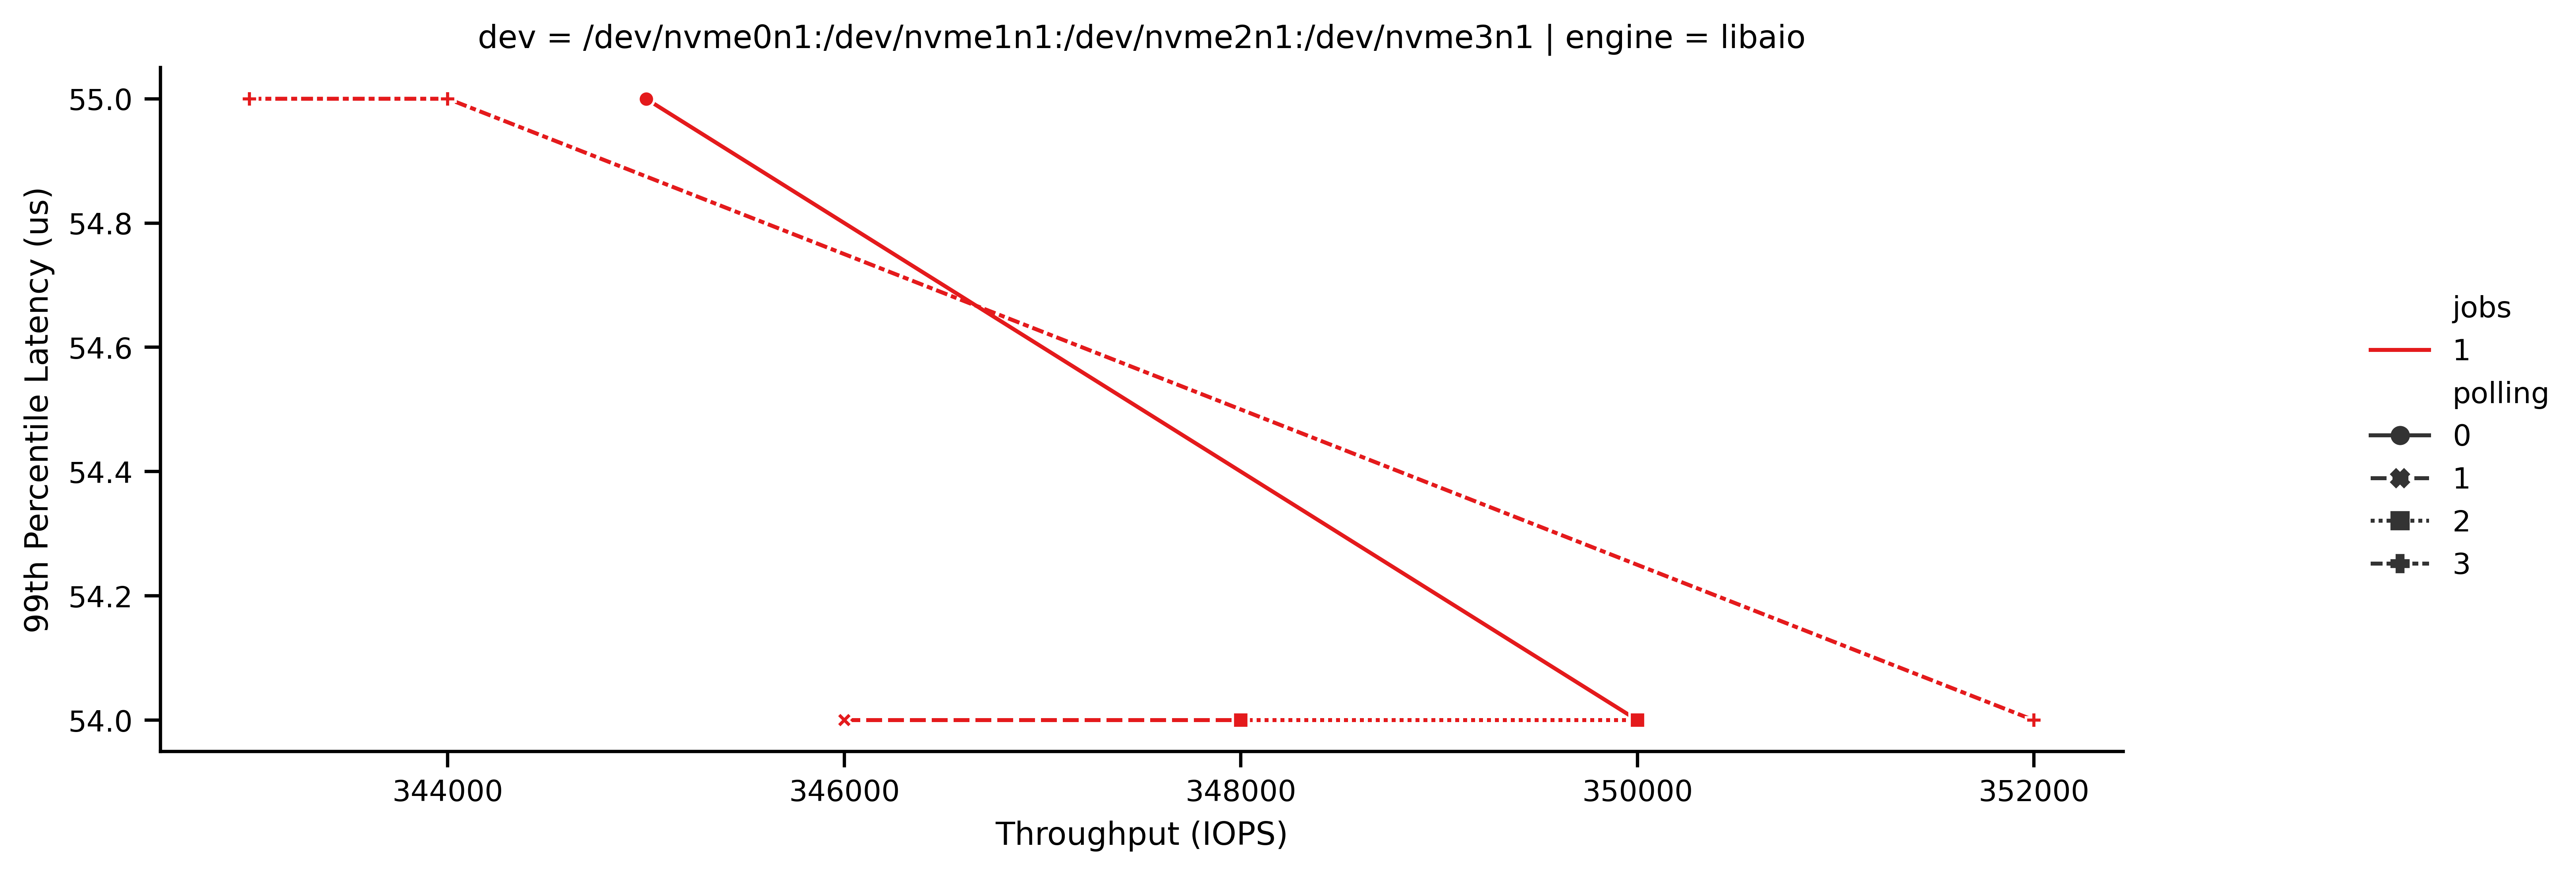 dev = /dev/nvme0n1:/dev/nvme1n1:/dev/nvme2n1:/dev/nvme3n1 | engine = libaio
99th Percentile Latency (us)
55.0
54.8
54.6
54.4
54.2
54.0
344000 346000 348000 350000 352000
Throughput (IOPS)
jobs
1
polling
0
1
2
3